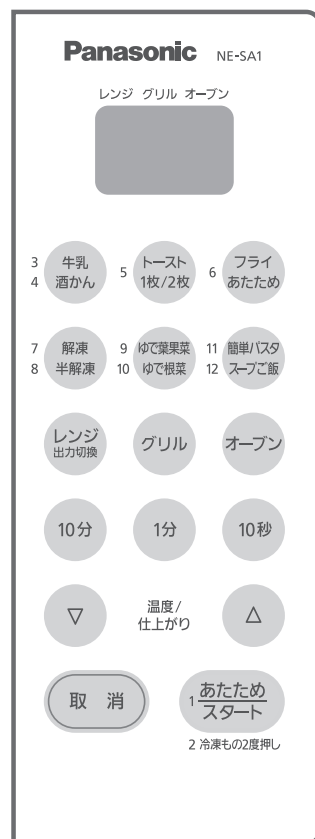 Panasonic NE-SA1
レンジ グリル オーブン
3 牛乳
4 酒かん
5 トースト
1枚/2枚
6 フライ
あたため
7 解凍
8 半解凍
9 ゆで葉果菜
10 ゆで根菜
11 簡単パスタ
12 スープご飯
レンジ
出力切換
グリル
オーブン
10分
1分
10秒
▽
温度/
仕上がり
△
取 消
1 あたため
スタート
2 冷凍もの2度押し